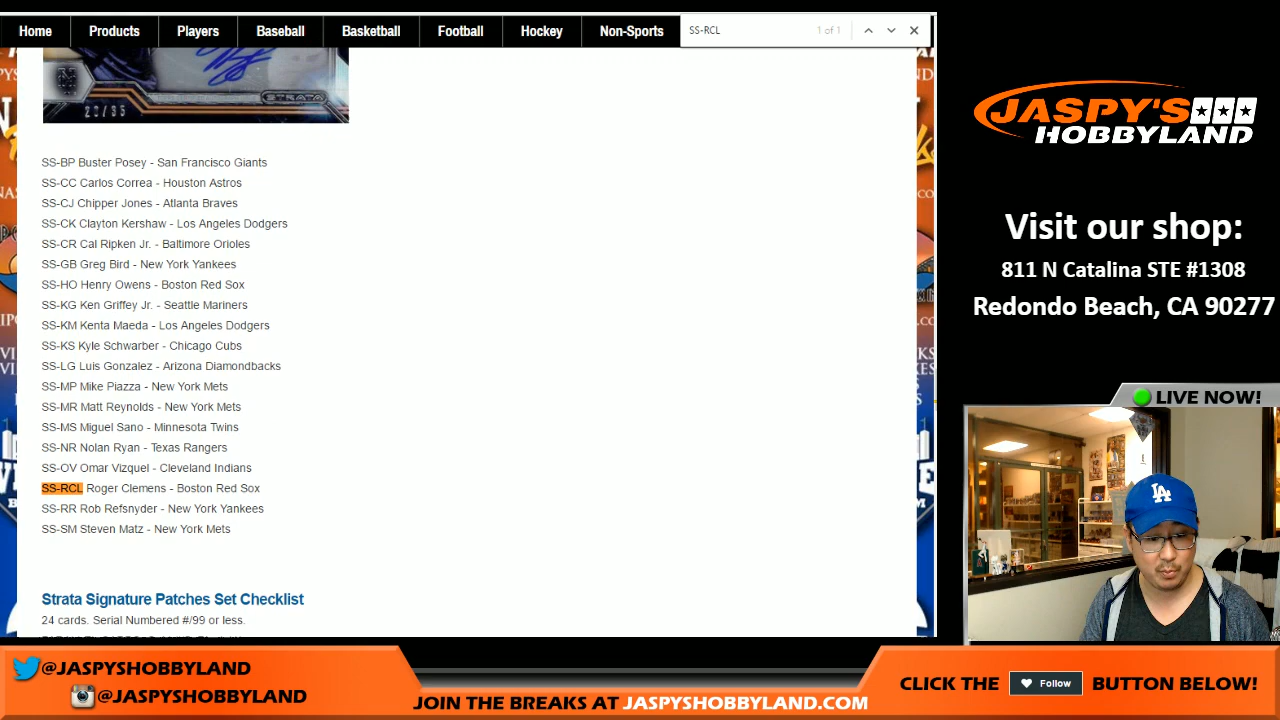 Home Products Players Baseball Basketball Football Hockey Non-Sports SS-RCL 1 of 1
20/35
STRATA
SS-BP Buster Posey - San Francisco Giants
SS-CC Carlos Correa - Houston Astros
SS-CJ Chipper Jones - Atlanta Braves
SS-CK Clayton Kershaw - Los Angeles Dodgers
SS-CR Cal Ripken Jr. - Baltimore Orioles
SS-GB Greg Bird - New York Yankees
SS-HO Henry Owens - Boston Red Sox
SS-KG Ken Griffey Jr. - Seattle Mariners
SS-KM Kenta Maeda - Los Angeles Dodgers
SS-KS Kyle Schwarber - Chicago Cubs
SS-LG Luis Gonzalez - Arizona Diamondbacks
SS-MP Mike Piazza - New York Mets
SS-MR Matt Reynolds - New York Mets
SS-MS Miguel Sano - Minnesota Twins
SS-NR Nolan Ryan - Texas Rangers
SS-OV Omar Vizquel - Cleveland Indians
SS-RCL Roger Clemens - Boston Red Sox
SS-RR Rob Refsnyder - New York Yankees
SS-SM Steven Matz - New York Mets
Strata Signature Patches Set Checklist
24 cards. Serial Numbered #/99 or less.
JASPY'S
HOBBYLAND
Visit our shop:
811 N Catalina STE #1308
Redondo Beach, CA 90277
LIVE NOW!
LA
@JASPYSHOBBYLAND
@JASPYSHOBBYLAND
JOIN THE BREAKS AT JASPYSHOBBYLAND.COM
CLICK THE Follow BUTTON BELOW!